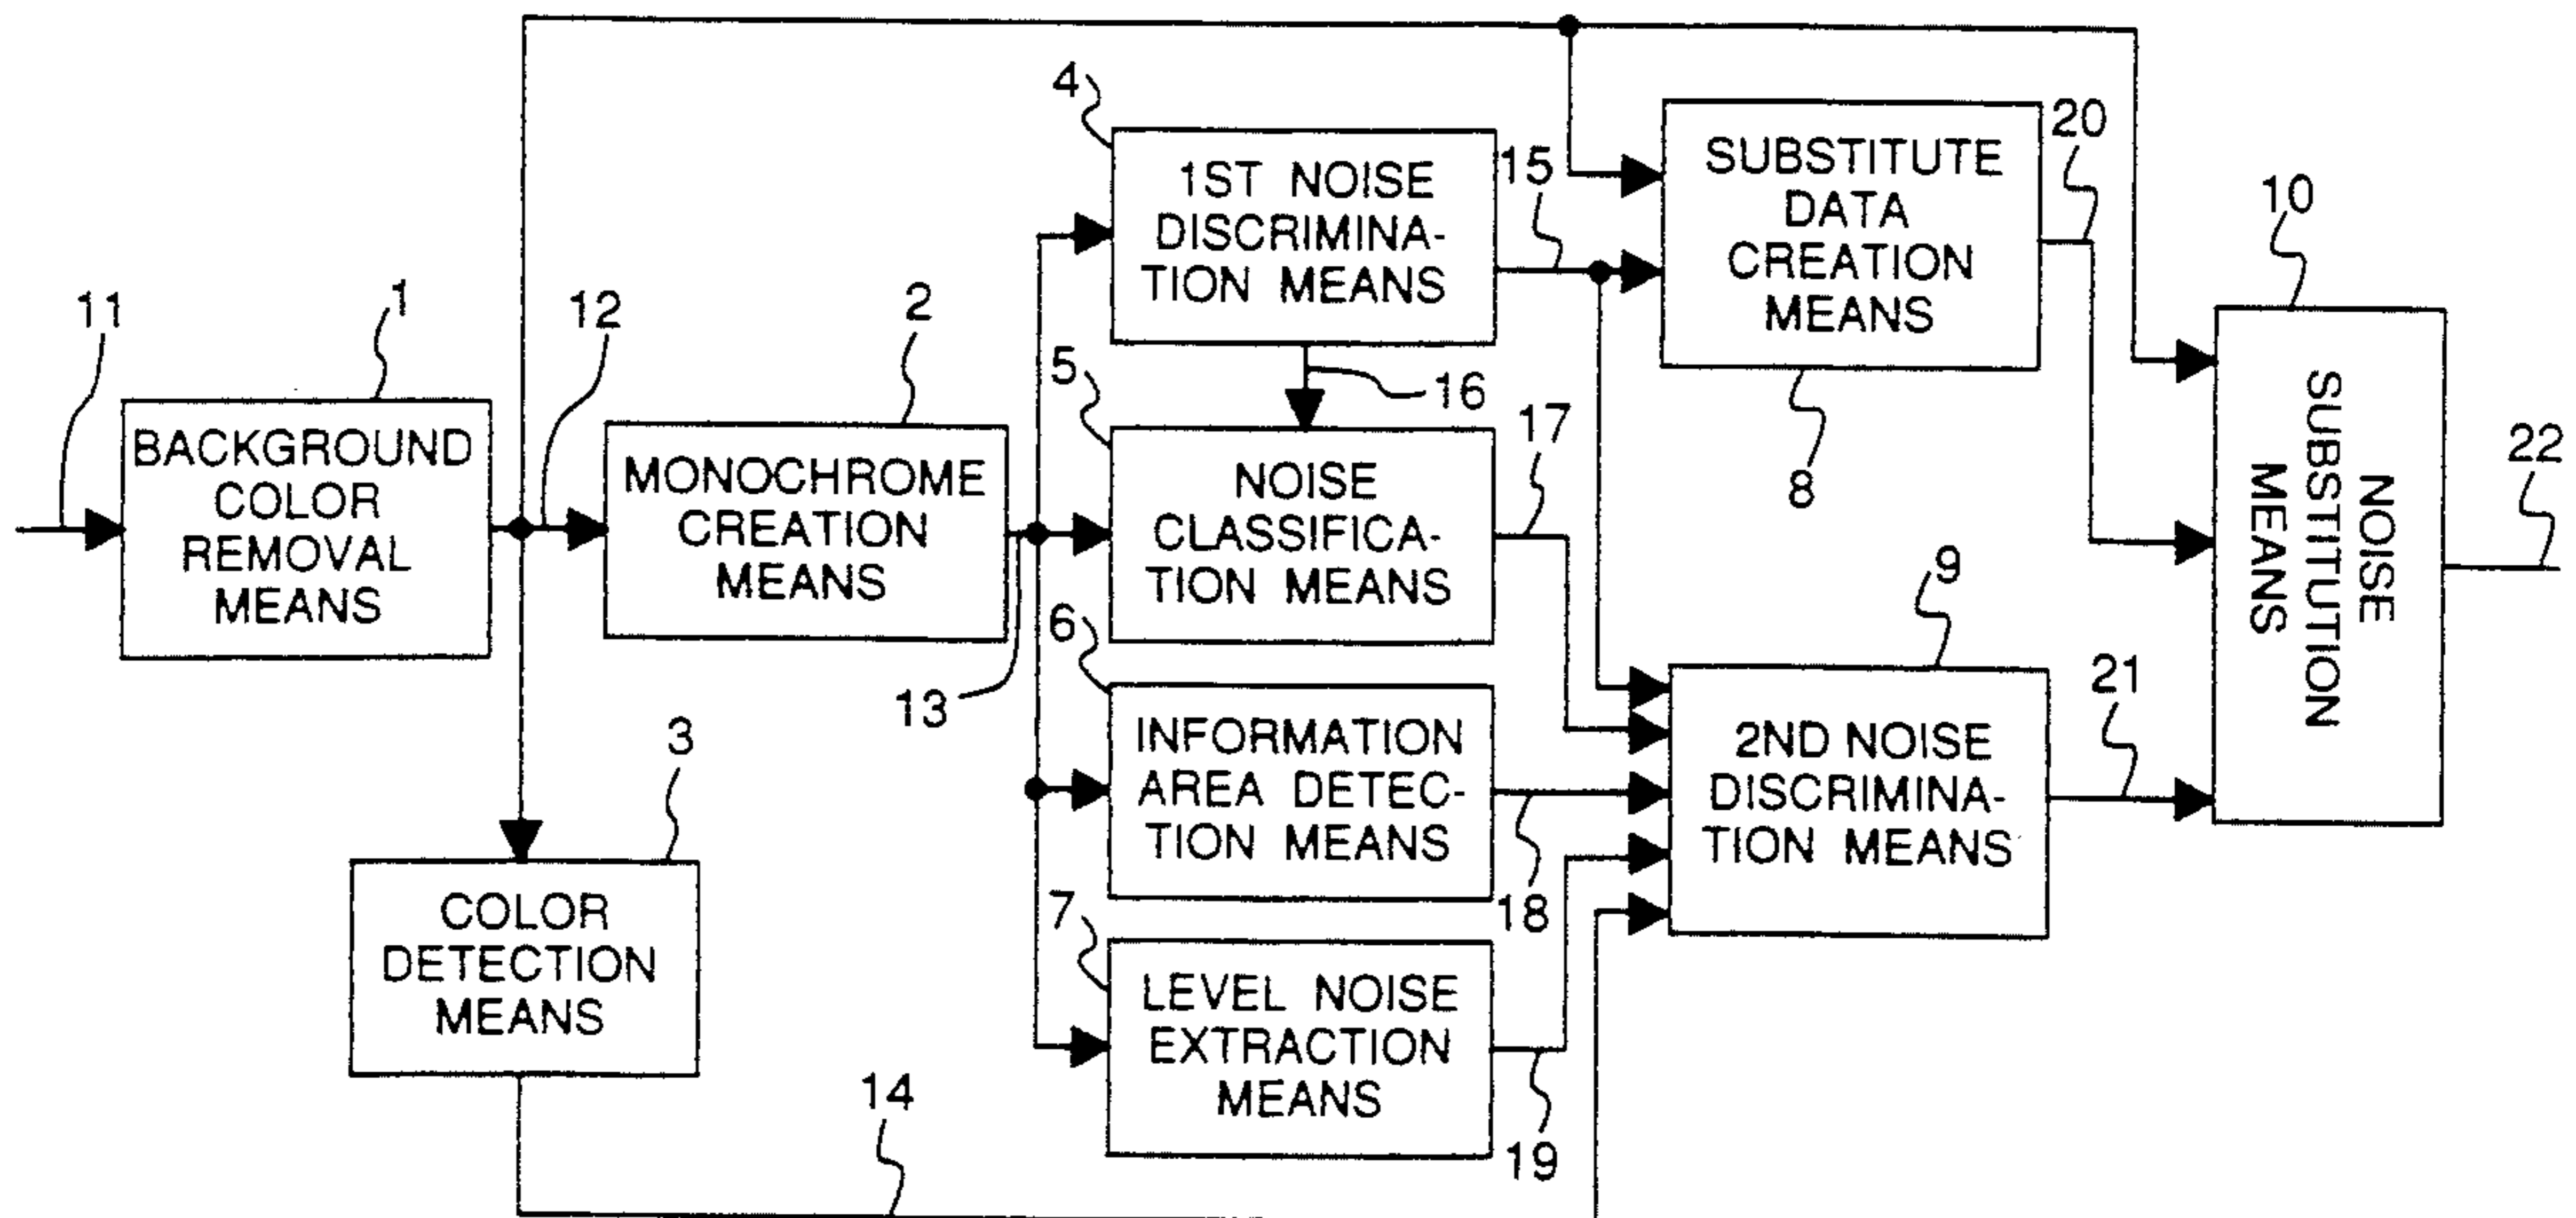 11
1
BACKGROUND
COLOR
REMOVAL
MEANS
12
2
MONOCHROME
CREATION
MEANS
13
3
COLOR
DETECTION
MEANS
14
4
1ST NOISE
DISCRIMINA-
TION MEANS
15
16
5
NOISE
CLASSIFICA-
TION MEANS
17
6
INFORMATION
AREA DETEC-
TION MEANS
18
7
LEVEL NOISE
EXTRACTION
MEANS
19
SUBSTITUTE
DATA
CREATION
MEANS
8
20
9
2ND NOISE
DISCRIMINA-
TION MEANS
21
10
NOISE
SUBSTITUTION
MEANS
22